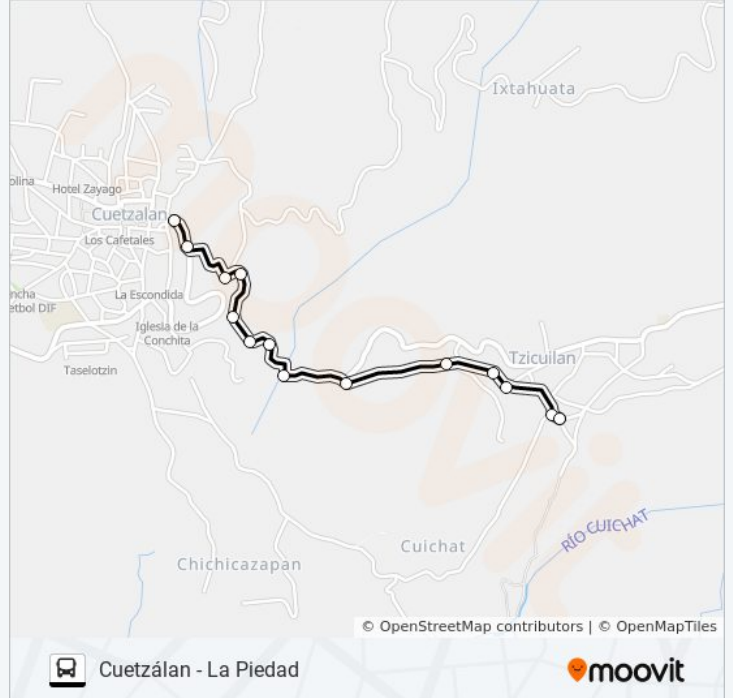 Ixtahuata
olina
Hotel Zayago
Cuetzalan
Los Cafetales
ncha
etbol DIF
La Escondida
Iglesia de la
Conchita
Taselotzin
Tzicuilan
RÍO CUICHAT
Cuichat
Chichicazapan
moovit
© OpenStreetMap contributors | © OpenMapTiles
Cuetzálan - La Piedad
moovit